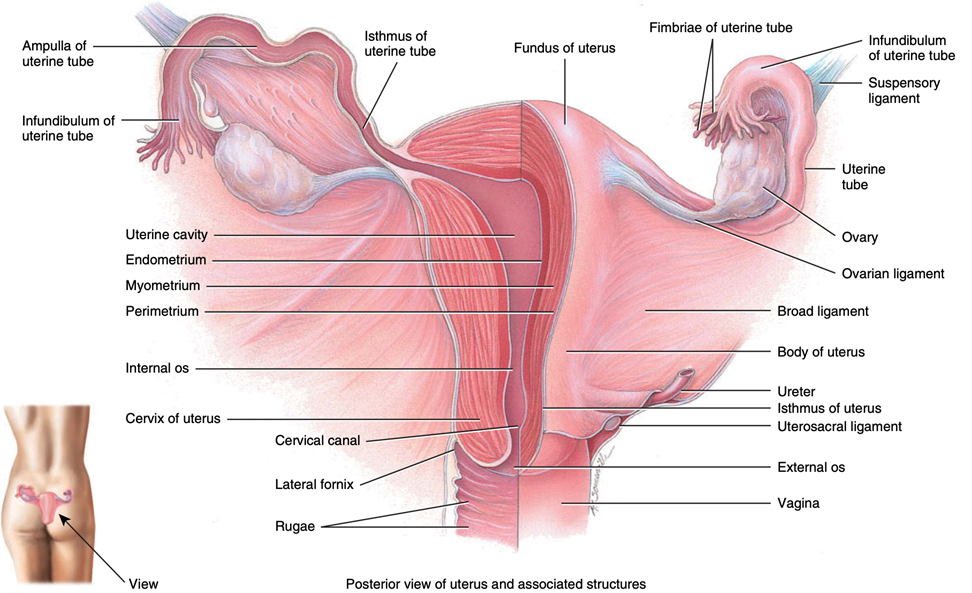 Ampulla of
uterine tube
Isthmus of
uterine tube
Fundus of uterus
Fimbriae of uterine tube
Infundibulum
of uterine tube
Suspensory
ligament
Infundibulum of
uterine tube
Uterine
tube
Uterine cavity
Ovary
Endometrium
Ovarian ligament
Myometrium
Perimetrium
Broad ligament
Body of uterus
Internal os
Ureter
Isthmus of uterus
Cervix of uterus
Uterosacral ligament
Cervical canal
External os
Lateral fornix
Vagina
Rugae
View
Posterior view of uterus and associated structures